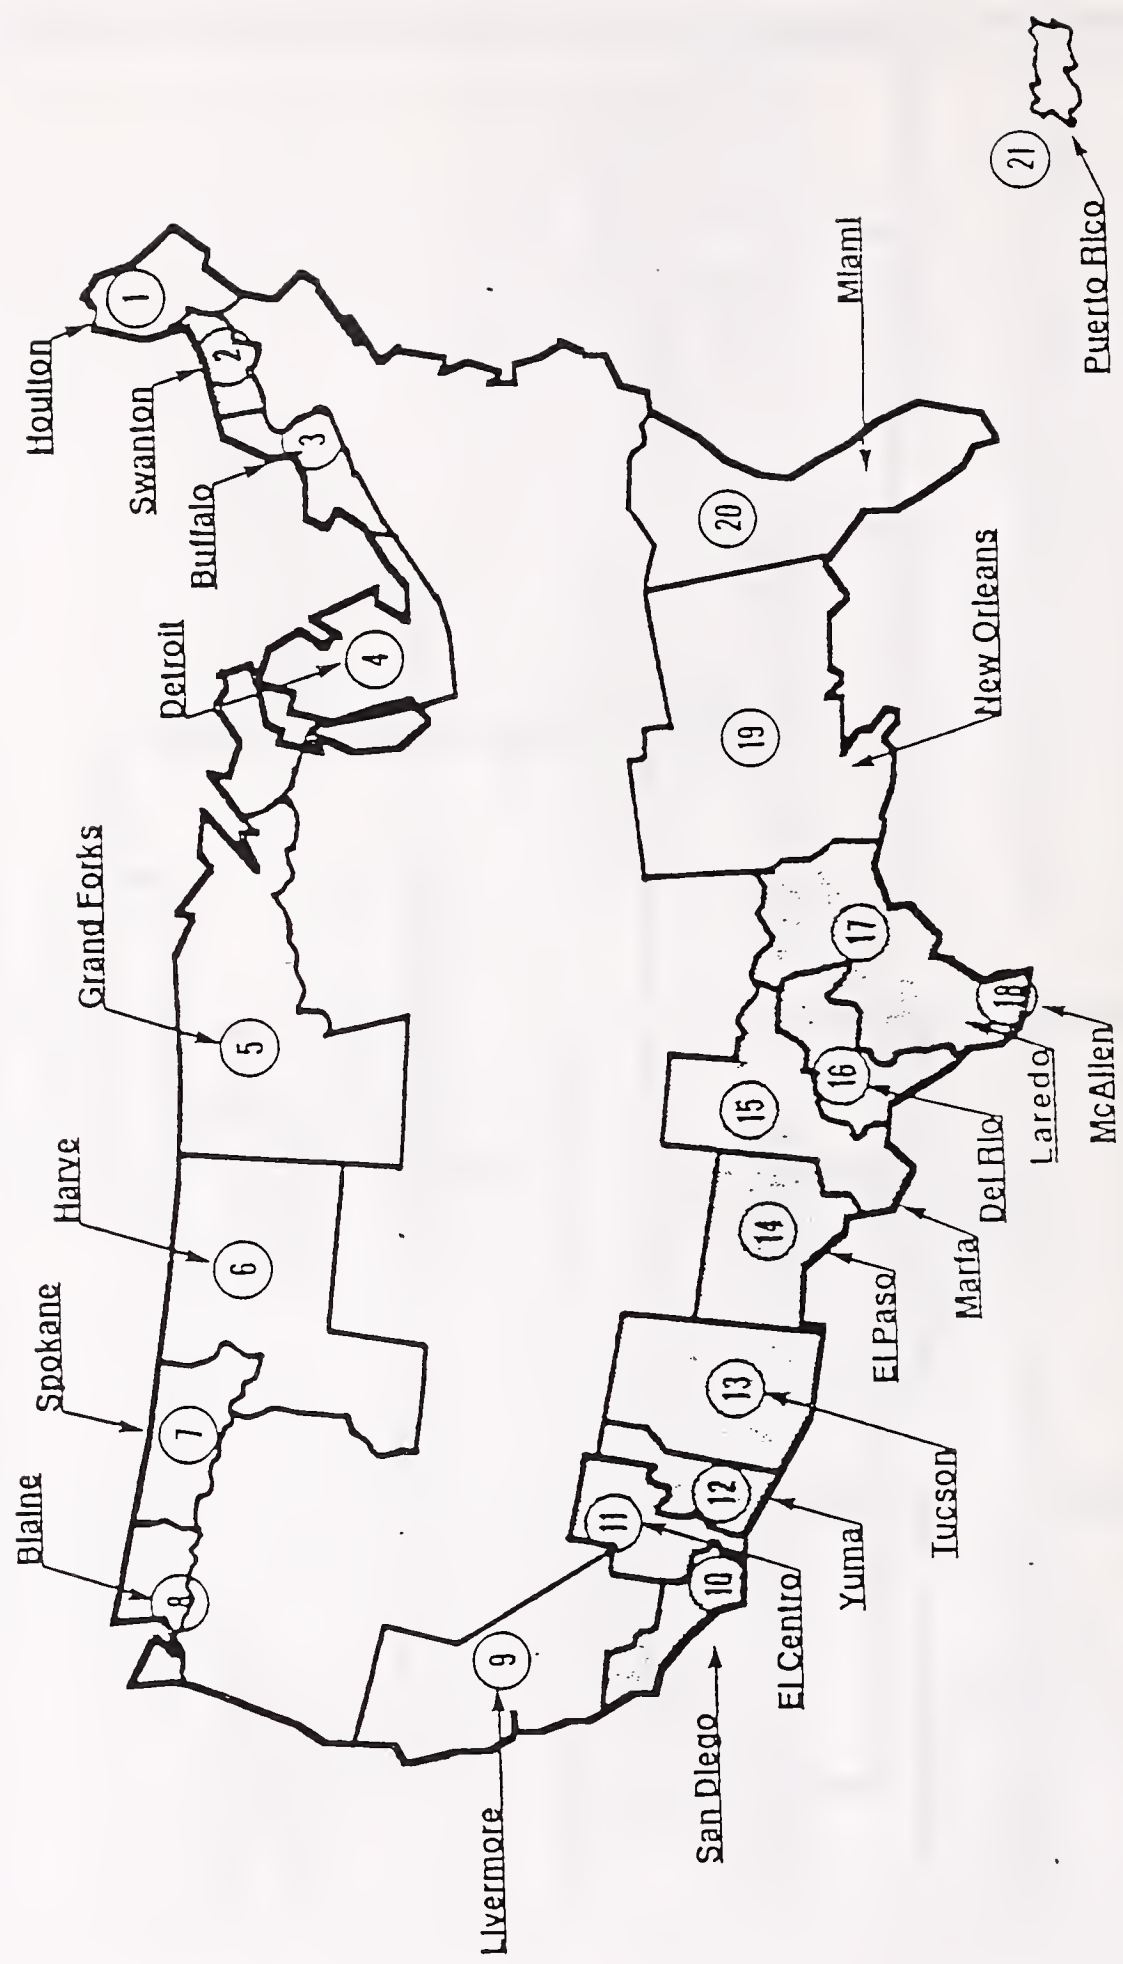 Blaine
Spokane
Harve
Grand Forks
Detroit
Buffalo
Swanton
Houlton
8
7
6
5
4
3
2
1
Livermore
9
San Diego
10
El Centro
11
Yuma
12
Tucson
13
El Paso
14
Marfa
15
Del Rio
16
Laredo
17
McAllen
18
New Orleans
19
Miami
20
Puerto Rico
21